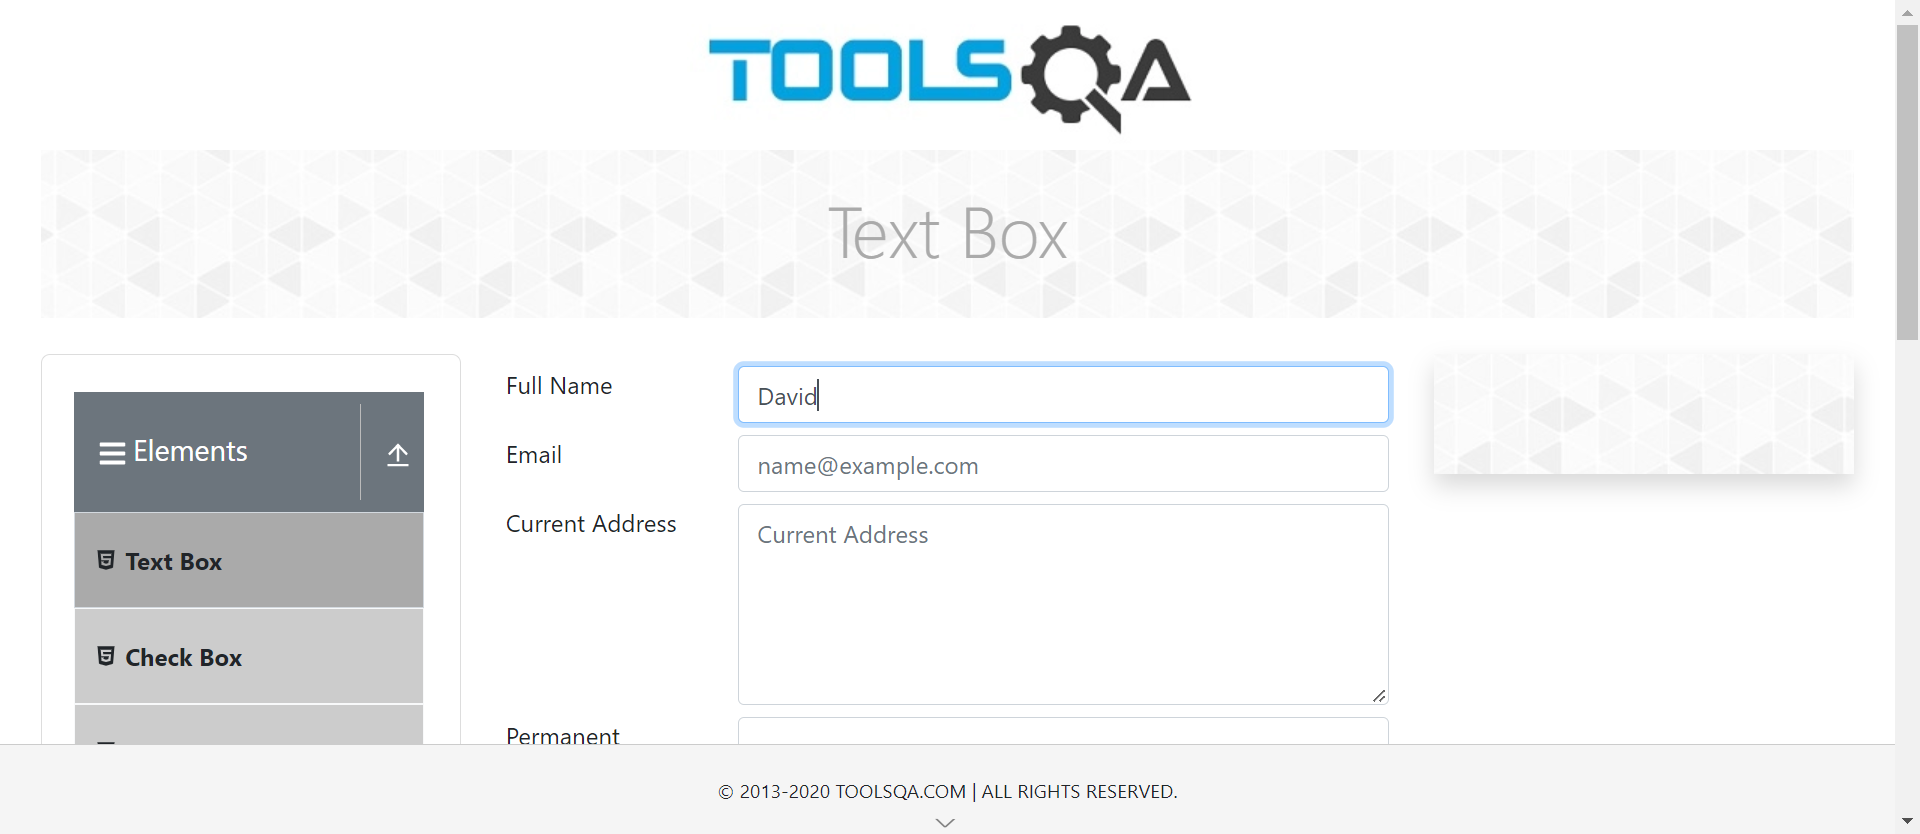 TOOLSQA
Text Box
Elements
Text Box
Check Box
Full Name
David
Email
name@example.com
Current Address
Current Address
Permanent
© 2013-2020 TOOLSQA.COM | ALL RIGHTS RESERVED.